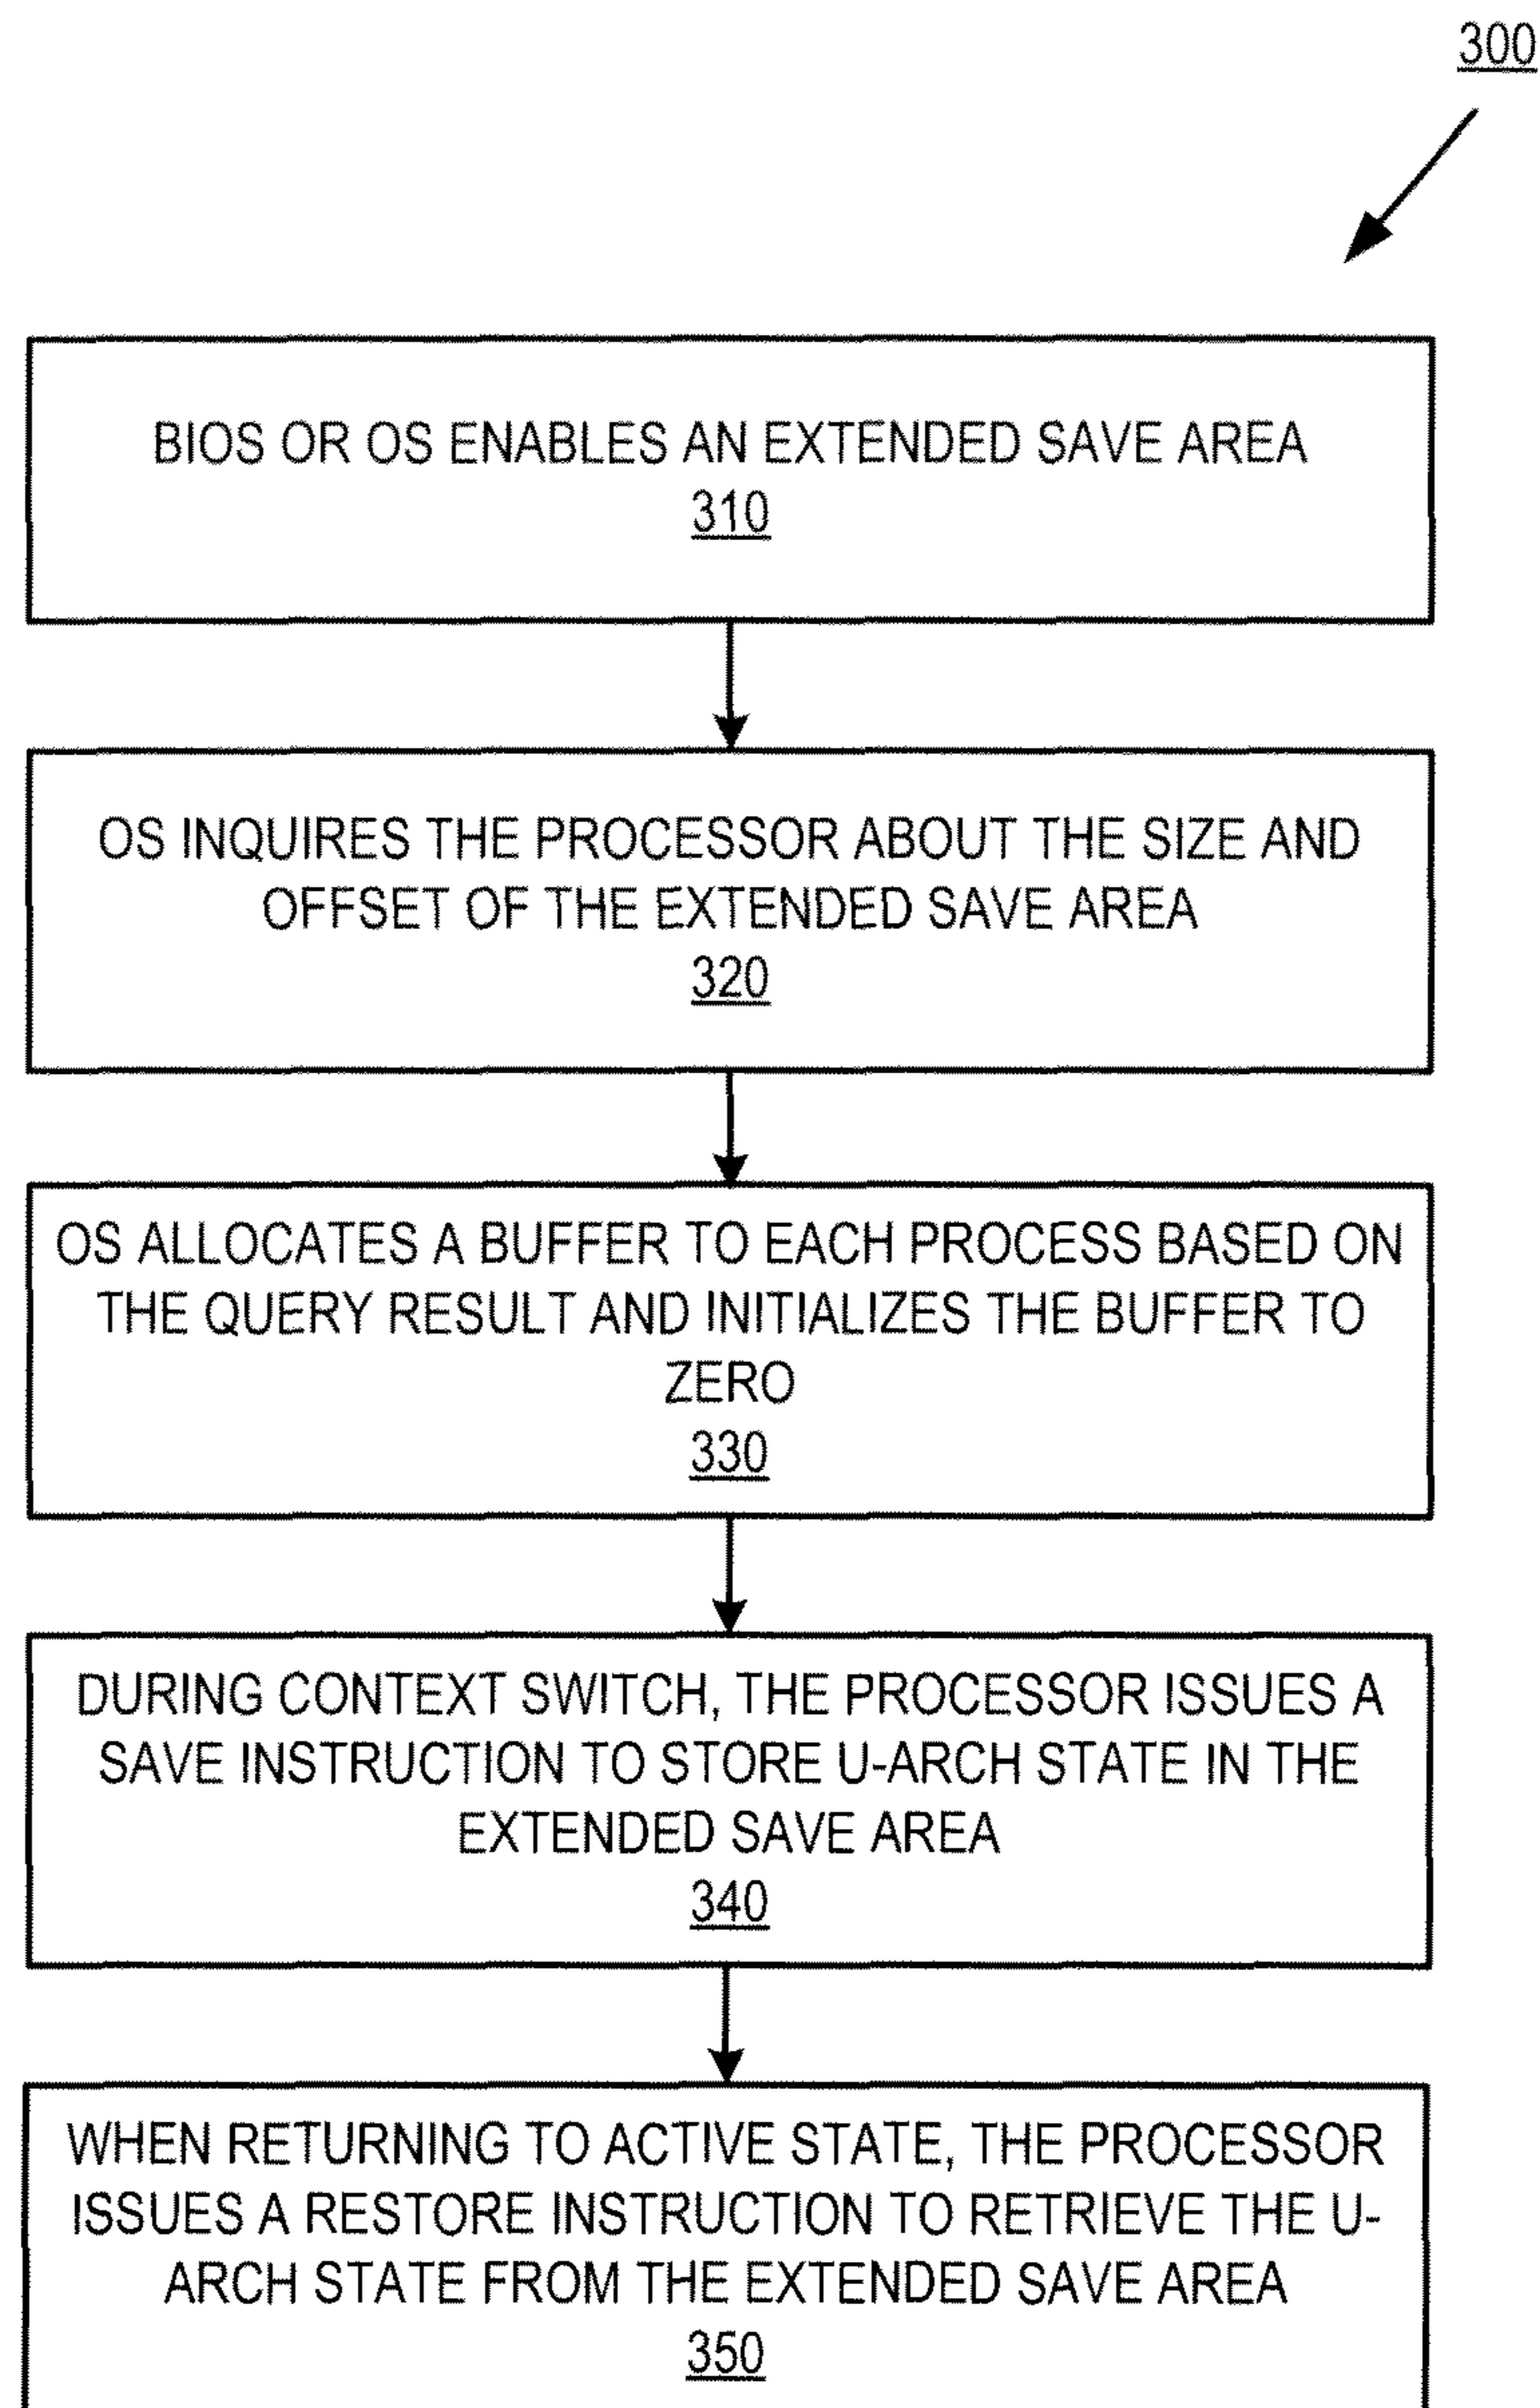 300
BIOS OR OS ENABLES AN EXTENDED SAVE AREA
310
OS INQUIRES THE PROCESSOR ABOUT THE SIZE AND
OFFSET OF THE EXTENDED SAVE AREA
320
OS ALLOCATES A BUFFER TO EACH PROCESS BASED ON
THE QUERY RESULT AND INITIALIZES THE BUFFER TO
ZERO
330
DURING CONTEXT SWITCH, THE PROCESSOR ISSUES A
SAVE INSTRUCTION TO STORE U-ARCH STATE IN THE
EXTENDED SAVE AREA
340
WHEN RETURNING TO ACTIVE STATE, THE PROCESSOR
ISSUES A RESTORE INSTRUCTION TO RETRIEVE THE U-
ARCH STATE FROM THE EXTENDED SAVE AREA
350